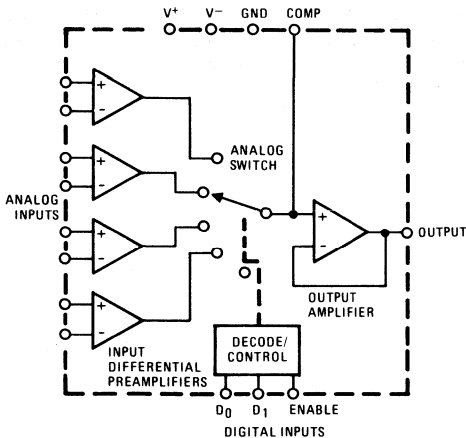 V+ V− GND COMP
+
−
ANALOG
SWITCH
+
−
ANALOG
INPUTS
+
−
+
−
OUTPUT
OUTPUT
AMPLIFIER
+
−
INPUT
DIFFERENTIAL
PREAMPLIFIERS
DECODE/
CONTROL
D0 D1 ENABLE
DIGITAL INPUTS